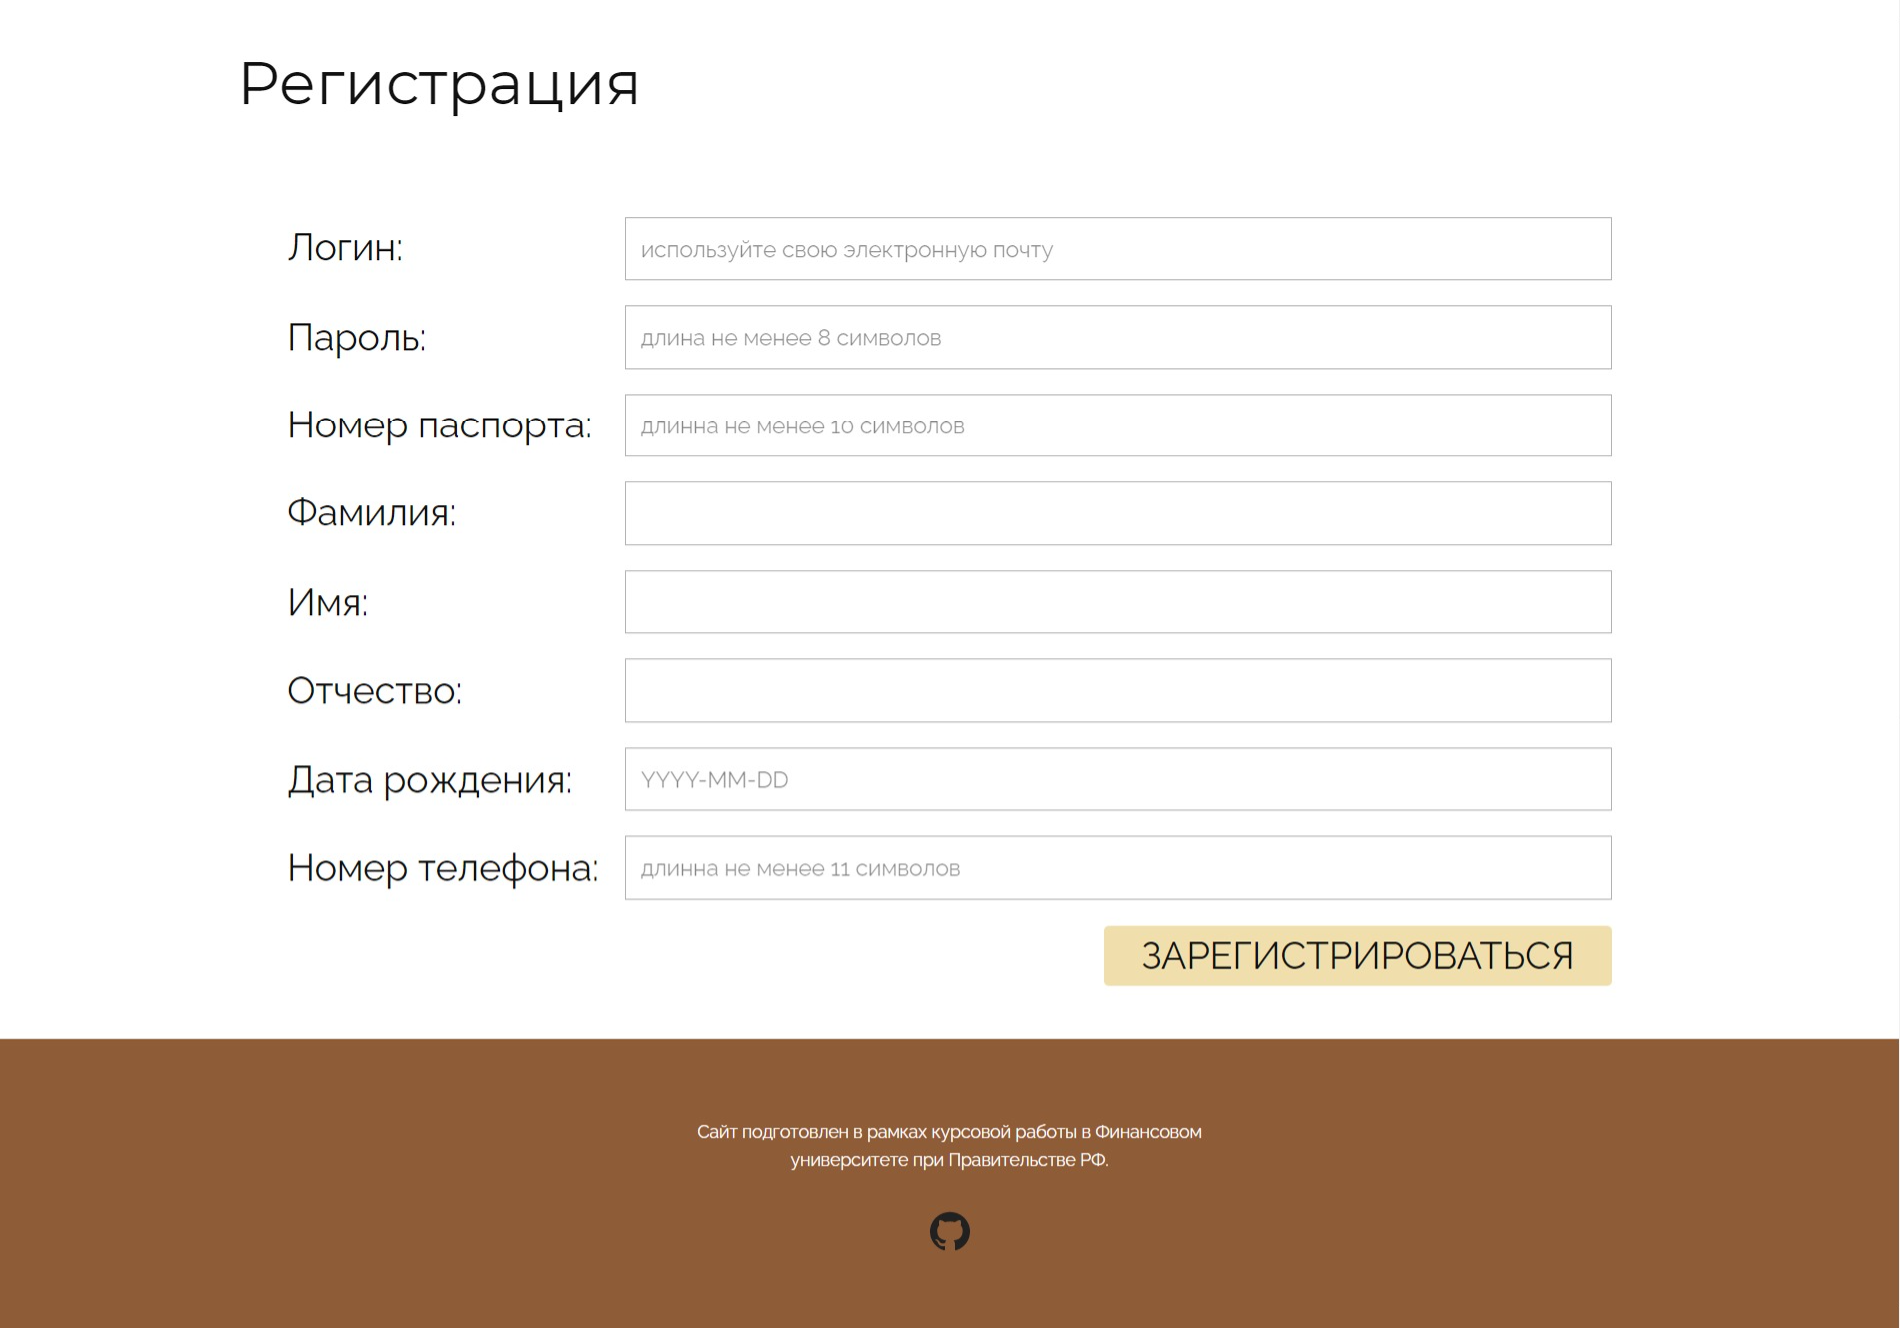 Регистрация
Логин:
используйте свою электронную почту
Пароль:
длина не менее 8 символов
Номер паспорта:
длинна не менее 10 символов
Фамилия:
Имя:
Отчество:
Дата рождения:
YYYY-MM-DD
Номер телефона:
длинна не менее 11 символов
ЗАРЕГИСТРИРОВАТЬСЯ
Сайт подготовлен в рамках курсовой работы в Финансовом
университете при Правительстве РФ.